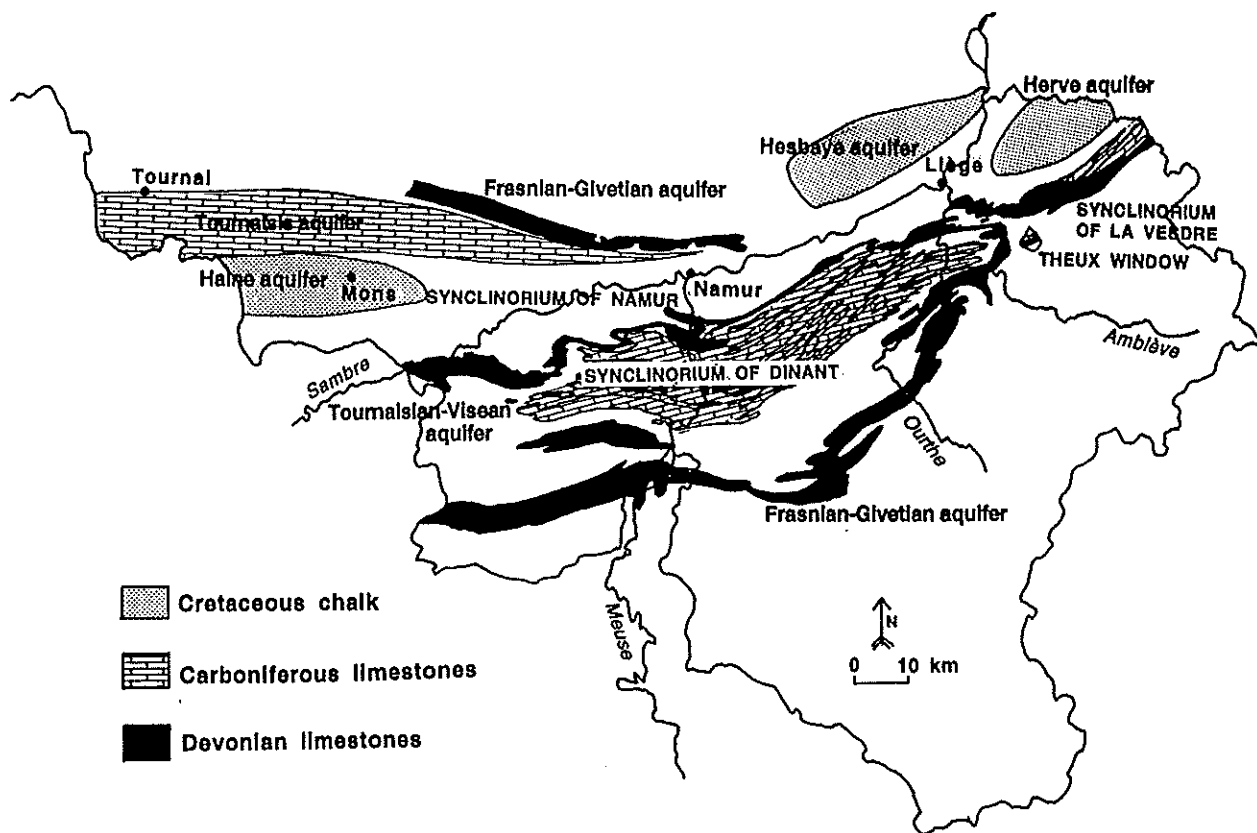 Herve aquifer
Hesbaye aquifer
Liège
Tournai
Frasnian-Givetian aquifer
Tournaisis aquifer
SYNCLINORIUM
OF LA VESDRE
THEUX WINDOW
Haine aquifer
Mons
SYNCLINORIUM OF NAMUR
Namur
Amblève
Sambre
SYNCLINORIUM OF DINANT
Tournaisian-Visean
aquifer
Ourthe
Frasnian-Givetian aquifer
Cretaceous chalk
Carboniferous limestones
Devonian limestones
Meuse
N
0 10 km